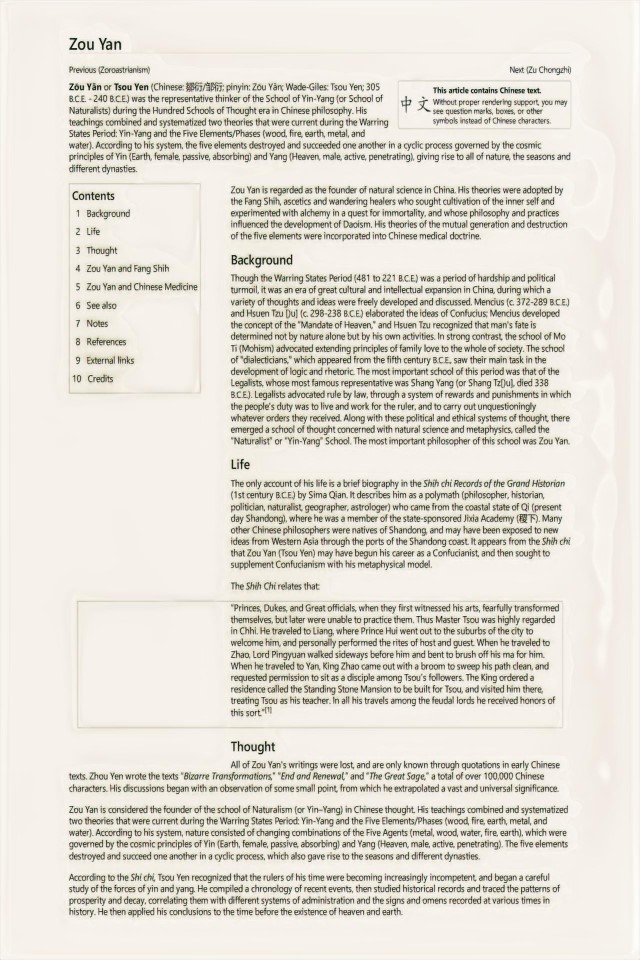 Zou Yan
Previous (Zoroastrianism)
Next (Zu Chongzhi)
Zōu Yǎn or Tsou Yen (Chinese: 鄒衍/邹衍; pinyin: Zōu Yǎn; Wade-Giles: Tsou Yen; 305
B.C.E. - 240 B.C.E.) was the representative thinker of the School of Yin-Yang (or School of
Naturalists) during the Hundred Schools of Thought era in Chinese philosophy. His
teachings combined and systematized two theories that were current during the Warring
States Period: Yin-Yang and the Five Elements/Phases (wood, fire, earth, metal, and
water). According to his system, the five elements destroyed and succeeded one another in a cyclic process governed by the cosmic
principles of Yin (Earth, female, passive, absorbing) and Yang (Heaven, male, active, penetrating), giving rise to all of nature, the seasons and
different dynasties.
中文
This article contains Chinese text.
Without proper rendering support, you may
see question marks, boxes, or other
symbols instead of Chinese characters.
Contents
1 Background
2 Life
3 Thought
4 Zou Yan and Fang Shih
5 Zou Yan and Chinese Medicine
6 See also
7 Notes
8 References
9 External links
10 Credits
Zou Yan is regarded as the founder of natural science in China. His theories were adopted by
the Fang Shih, ascetics and wandering healers who sought cultivation of the inner self and
experimented with alchemy in a quest for immortality, and whose philosophy and practices
influenced the development of Daoism. His theories of the mutual generation and destruction
of the five elements were incorporated into Chinese medical doctrine.
Background
Though the Warring States Period (481 to 221 B.C.E.) was a period of hardship and political
turmoil, it was an era of great cultural and intellectual expansion in China, during which a
variety of thoughts and ideas were freely developed and discussed. Mencius (c. 372-289 B.C.E.)
and Hsuen Tzu [Ju] (c. 298-238 B.C.E.) elaborated the ideas of Confucius; Mencius developed
the concept of the "Mandate of Heaven," and Hsuen Tzu recognized that man's fate is
determined not by nature alone but by his own activities. In strong contrast, the school of Mo
Ti (Mohism) advocated extending principles of family love to the whole of society. The school
of "dialecticians," which appeared from the fifth century B.C.E., saw their main task in the
development of logic and rhetoric. The most important school of this period was that of the
Legalists, whose most famous representative was Shang Yang (or Shang Tz[Ju], died 338
B.C.E.). Legalists advocated rule by law, through a system of rewards and punishments in which
the people's duty was to live and work for the ruler, and to carry out unquestioningly
whatever orders they received. Along with these political and ethical systems of thought, there
emerged a school of thought concerned with natural science and metaphysics, called the
"Naturalist" or "Yin-Yang" School. The most important philosopher of this school was Zou Yan.
Life
The only account of his life is a brief biography in the Shih chi Records of the Grand Historian
(1st century B.C.E.) by Sima Qian. It describes him as a polymath (philosopher, historian,
politician, naturalist, geographer, astrologer) who came from the coastal state of Qi (present
day Shandong), where he was a member of the state-sponsored Jixia Academy (稷下). Many
other Chinese philosophers were natives of Shandong, and may have been exposed to new
ideas from Western Asia through the ports of the Shandong coast. It appears from the Shih chi
that Zou Yan (Tsou Yen) may have begun his career as a Confucianist, and then sought to
supplement Confucianism with his metaphysical model.
The Shih Chi relates that:
"Princes, Dukes, and Great officials, when they first witnessed his arts, fearfully transformed
themselves, but later were unable to practice them. Thus Master Tsou was highly regarded
in Chhi. He traveled to Liang, where Prince Hui went out to the suburbs of the city to
welcome him, and personally performed the rites of host and guest. When he traveled to
Zhao, Lord Pingyuan walked sideways before him and bent to brush off his ma for him.
When he traveled to Yan, King Zhao came out with a broom to sweep his path clean, and
requested permission to sit as a disciple among Tsou's followers. The King ordered a
residence called the Standing Stone Mansion to be built for Tsou, and visited him there,
treating Tsou as his teacher. In all his travels among the feudal lords he received honors of
this sort."[1]
Thought
All of Zou Yan's writings were lost, and are only known through quotations in early Chinese
texts. Zhou Yen wrote the texts "Bizarre Transformations," "End and Renewal," and "The Great Sage," a total of over 100,000 Chinese
characters. His discussions began with an observation of some small point, from which he extrapolated a vast and universal significance.
Zou Yan is considered the founder of the school of Naturalism (or Yin–Yang) in Chinese thought. His teachings combined and systematized
two theories that were current during the Warring States Period: Yin-Yang and the Five Elements/Phases (wood, fire, earth, metal, and
water). According to his system, nature consisted of changing combinations of the Five Agents (metal, wood, water, fire, earth), which were
governed by the cosmic principles of Yin (Earth, female, passive, absorbing) and Yang (Heaven, male, active, penetrating). The five elements
destroyed and succeed one another in a cyclic process, which also gave rise to the seasons and different dynasties.
According to the Shi chi, Tsou Yen recognized that the rulers of his time were becoming increasingly incompetent, and began a careful
study of the forces of yin and yang. He compiled a chronology of recent events, then studied historical records and traced the patterns of
prosperity and decay, correlating them with different systems of administration and the signs and omens recorded at various times in
history. He then applied his conclusions to the time before the existence of heaven and earth.